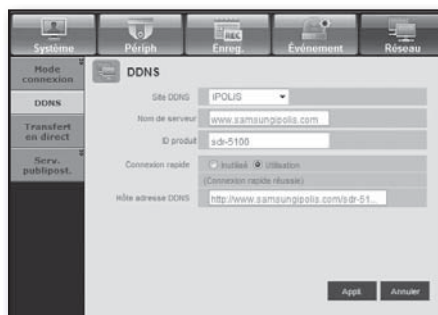 Système Périph Enreg. Événement Réseau
REC
Mode
connexion
DDNS
Transfert
en direct
Serv.
publipost.
DDNS
Site DDNS iPOLiS
Nom de serveur www.samsungipolis.com
ID produit sdr-5100
Connexion rapide Inutilisé Utilisation
(Connexion rapide réussie)
Hôte adresse DDNS http://www.samsungipolis.com/sdr-51...
Appli. Annuler